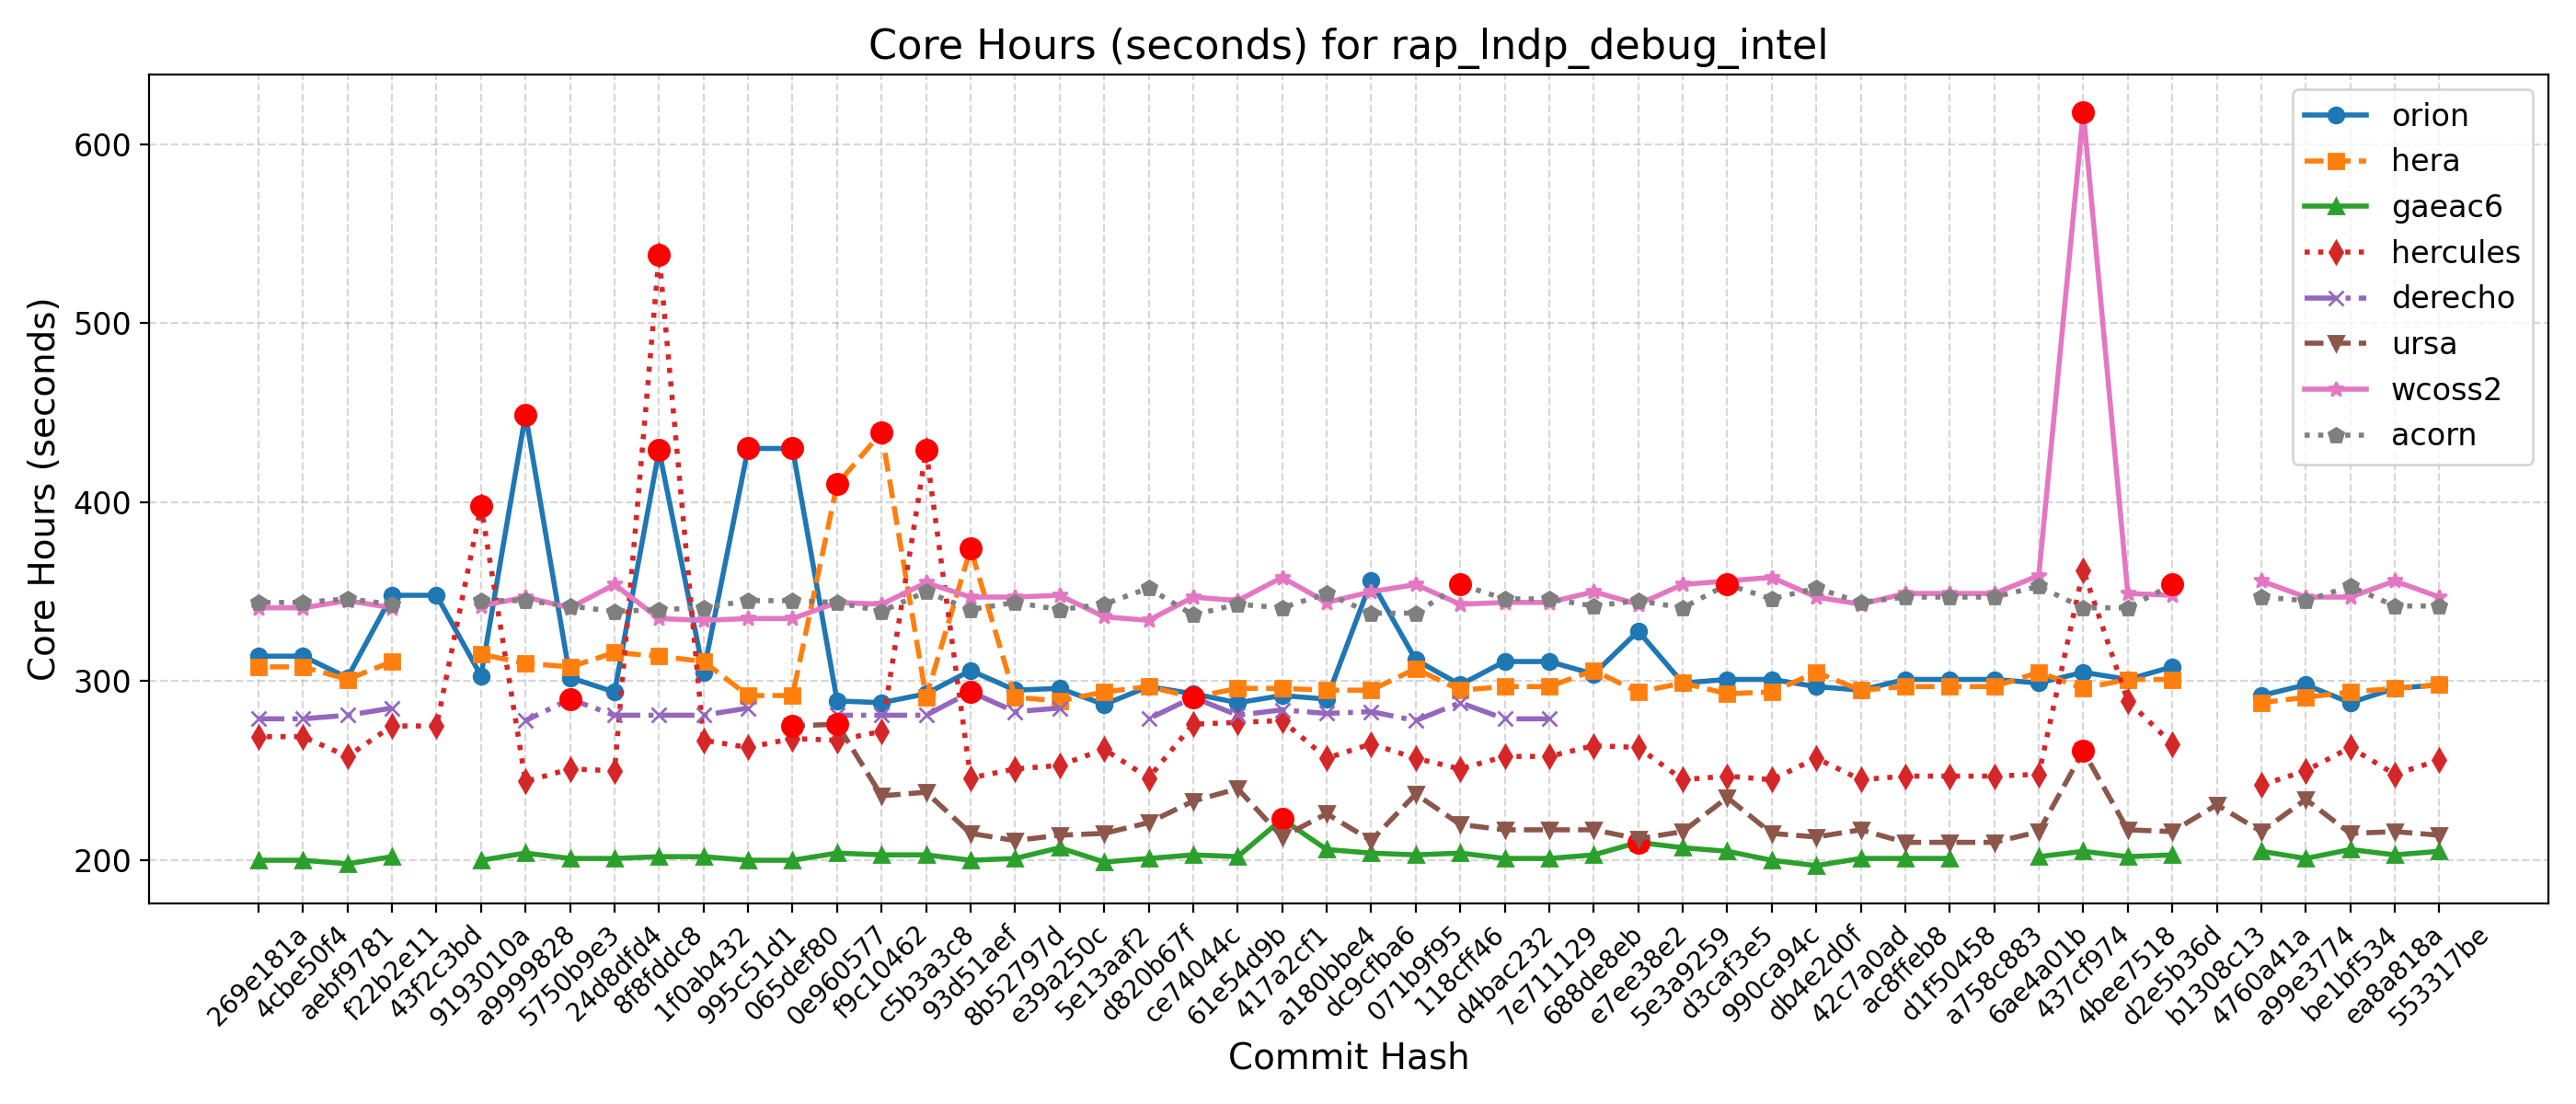 Core Hours (seconds) for rap_lndp_debug_intel
Core Hours (seconds)
600
500
400
300
200
orion
hera
gaeac6
hercules
derecho
ursa
wcoss2
acorn
269e181a
4cbe50f4
aebf9781
f22b2e11
43f2c3bd
9193010a
a9999828
5750b9e3
24d8dfd4
8f8fddc8
1f0ab432
995c51d1
065def80
0e960577
f9c10462
c5b3a3c8
93d51aef
8b52797d
e39a250c
5e13aaf2
d820b67f
ce74044c
61e54d9b
417a2cf1
a180bbe4
dc9cfba6
071b9f95
118cff46
d4bac232
7e711129
688de8eb
e7ee38e2
5e3a9259
d3caf3e5
990ca94c
db4e2d0f
42c7a0ad
ac8ffeb8
d1f50458
a758c883
6ae4a01b
437cf974
4bee7518
d2e5b36d
b1308c13
4760a41a
a99e3774
be1bf534
ea8a818a
553317be
Commit Hash